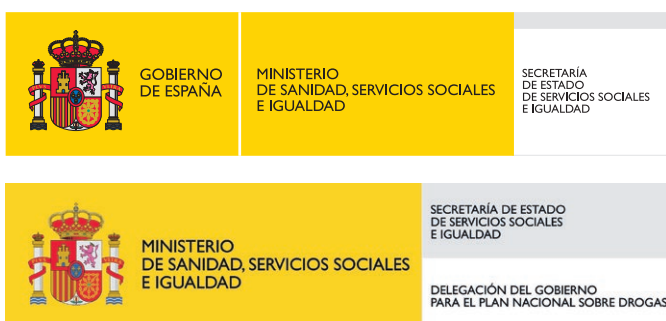 GOBIERNO
DE ESPAÑA
MINISTERIO
DE SANIDAD, SERVICIOS SOCIALES
E IGUALDAD
SECRETARÍA
DE ESTADO
DE SERVICIOS SOCIALES
E IGUALDAD
MINISTERIO
DE SANIDAD, SERVICIOS SOCIALES
E IGUALDAD
SECRETARÍA DE ESTADO
DE SERVICIOS SOCIALES
E IGUALDAD
DELEGACIÓN DEL GOBIERNO
PARA EL PLAN NACIONAL SOBRE DROGAS